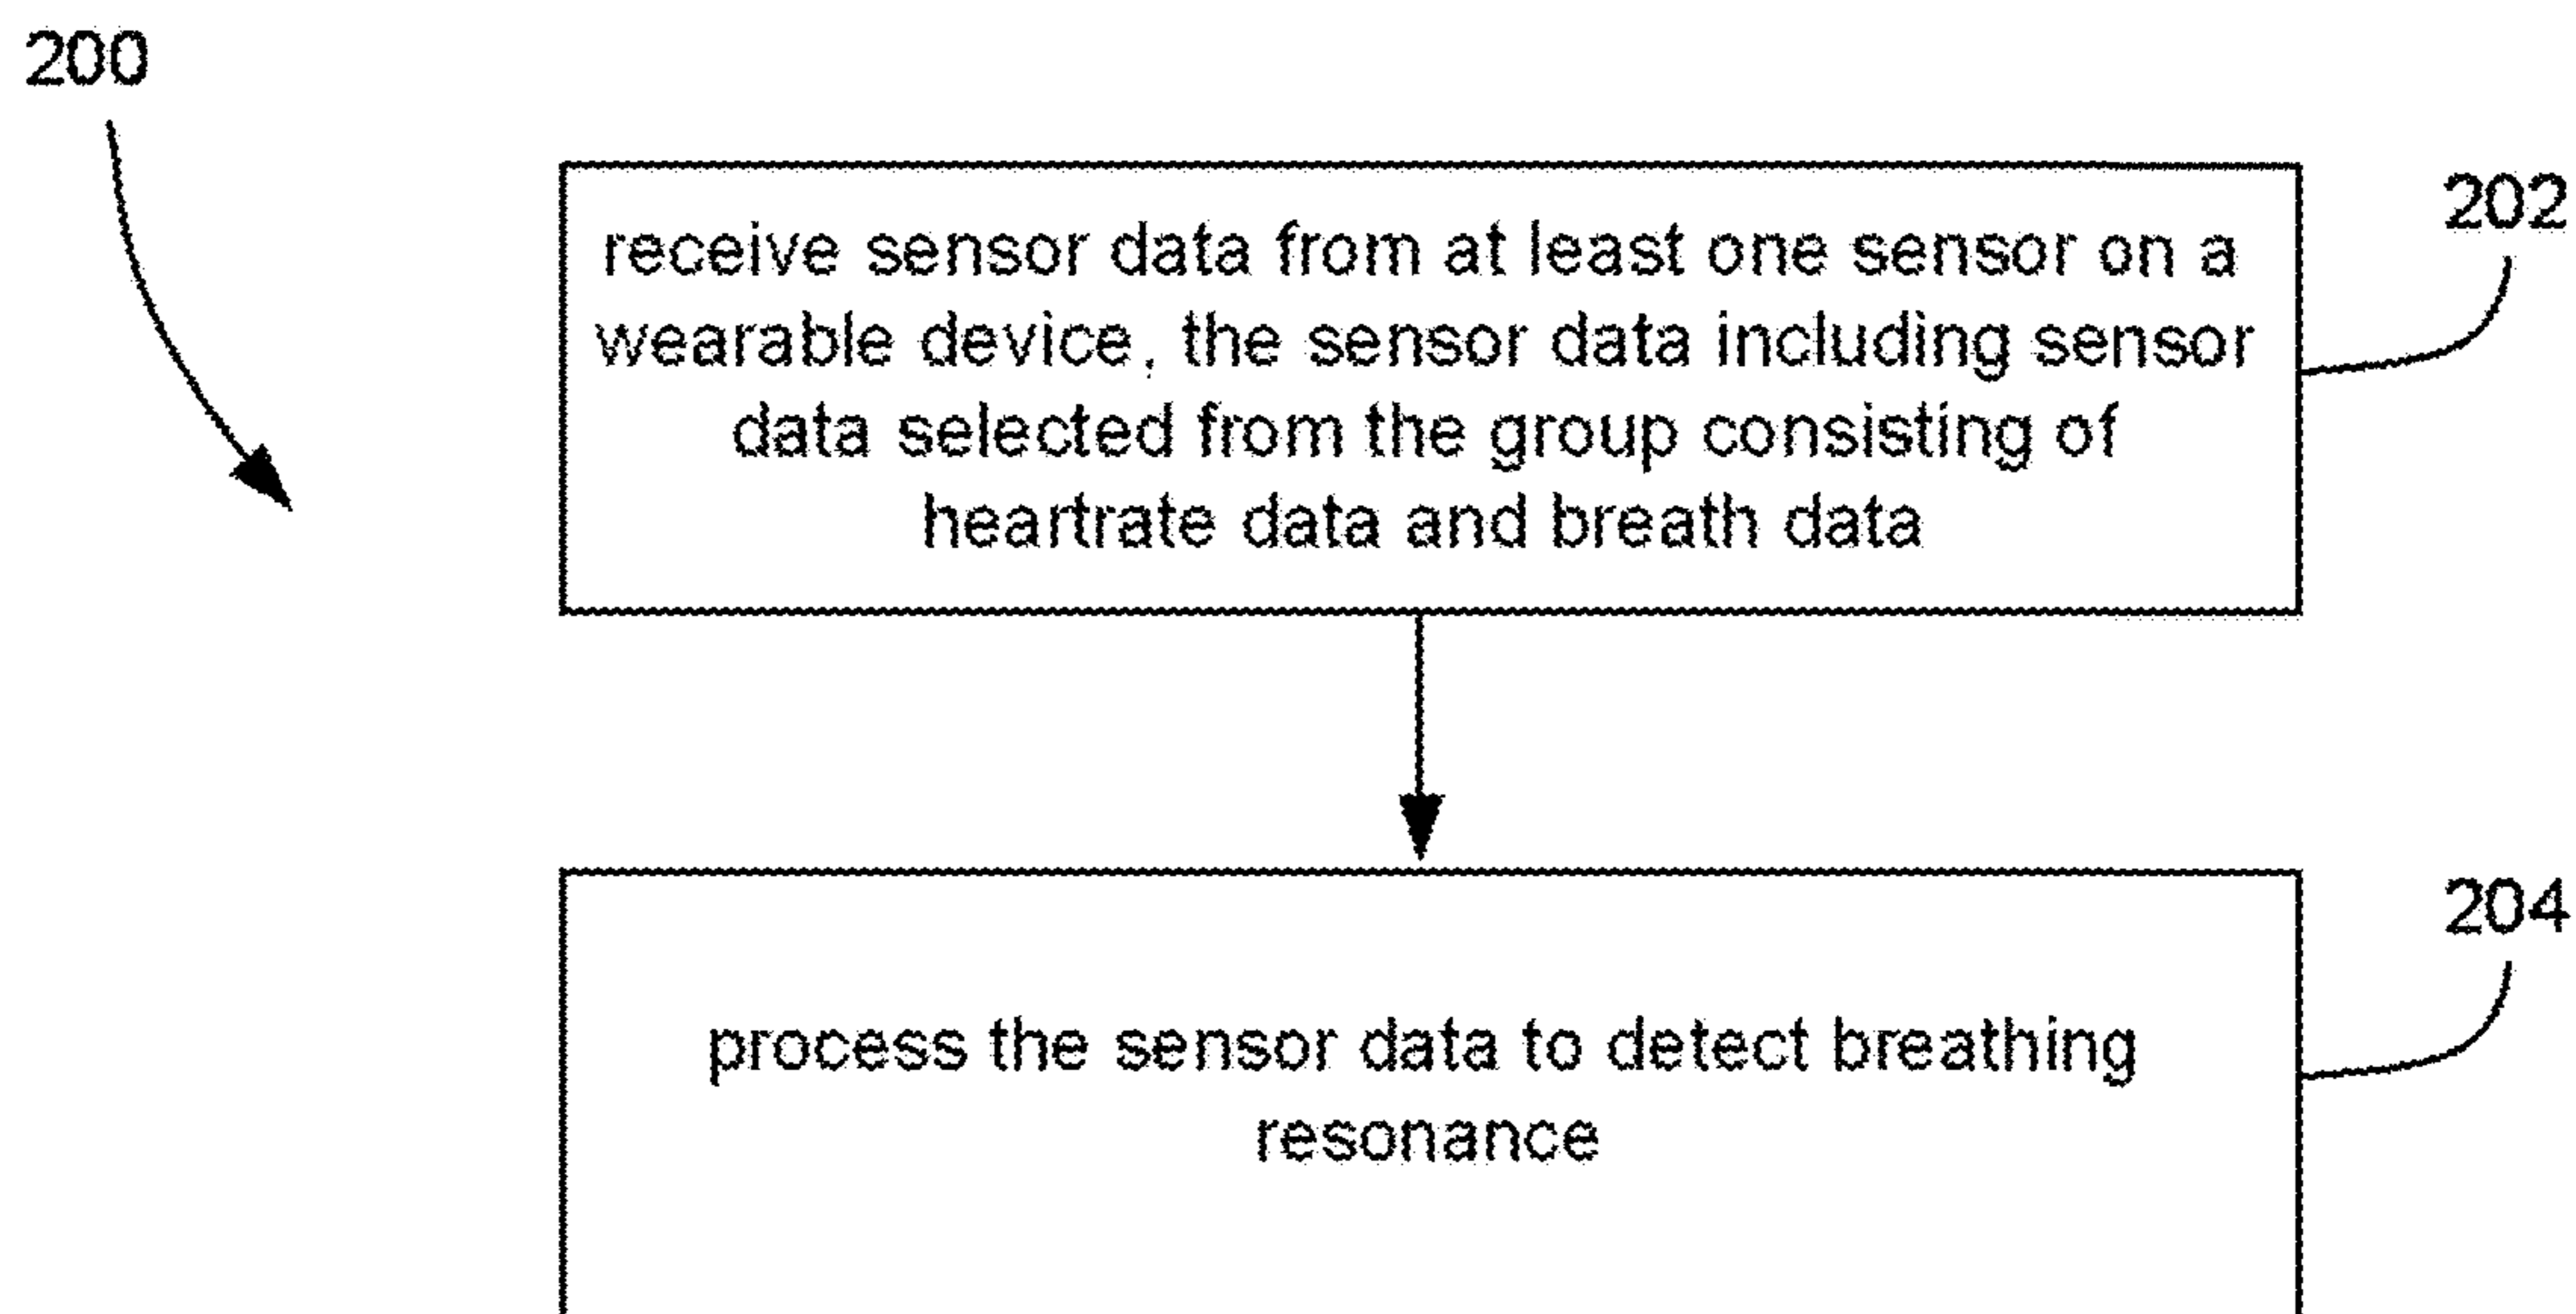 200
202
receive sensor data from at least one sensor on a
wearable device, the sensor data including sensor
data selected from the group consisting of
heartrate data and breath data
204
process the sensor data to detect breathing
resonance